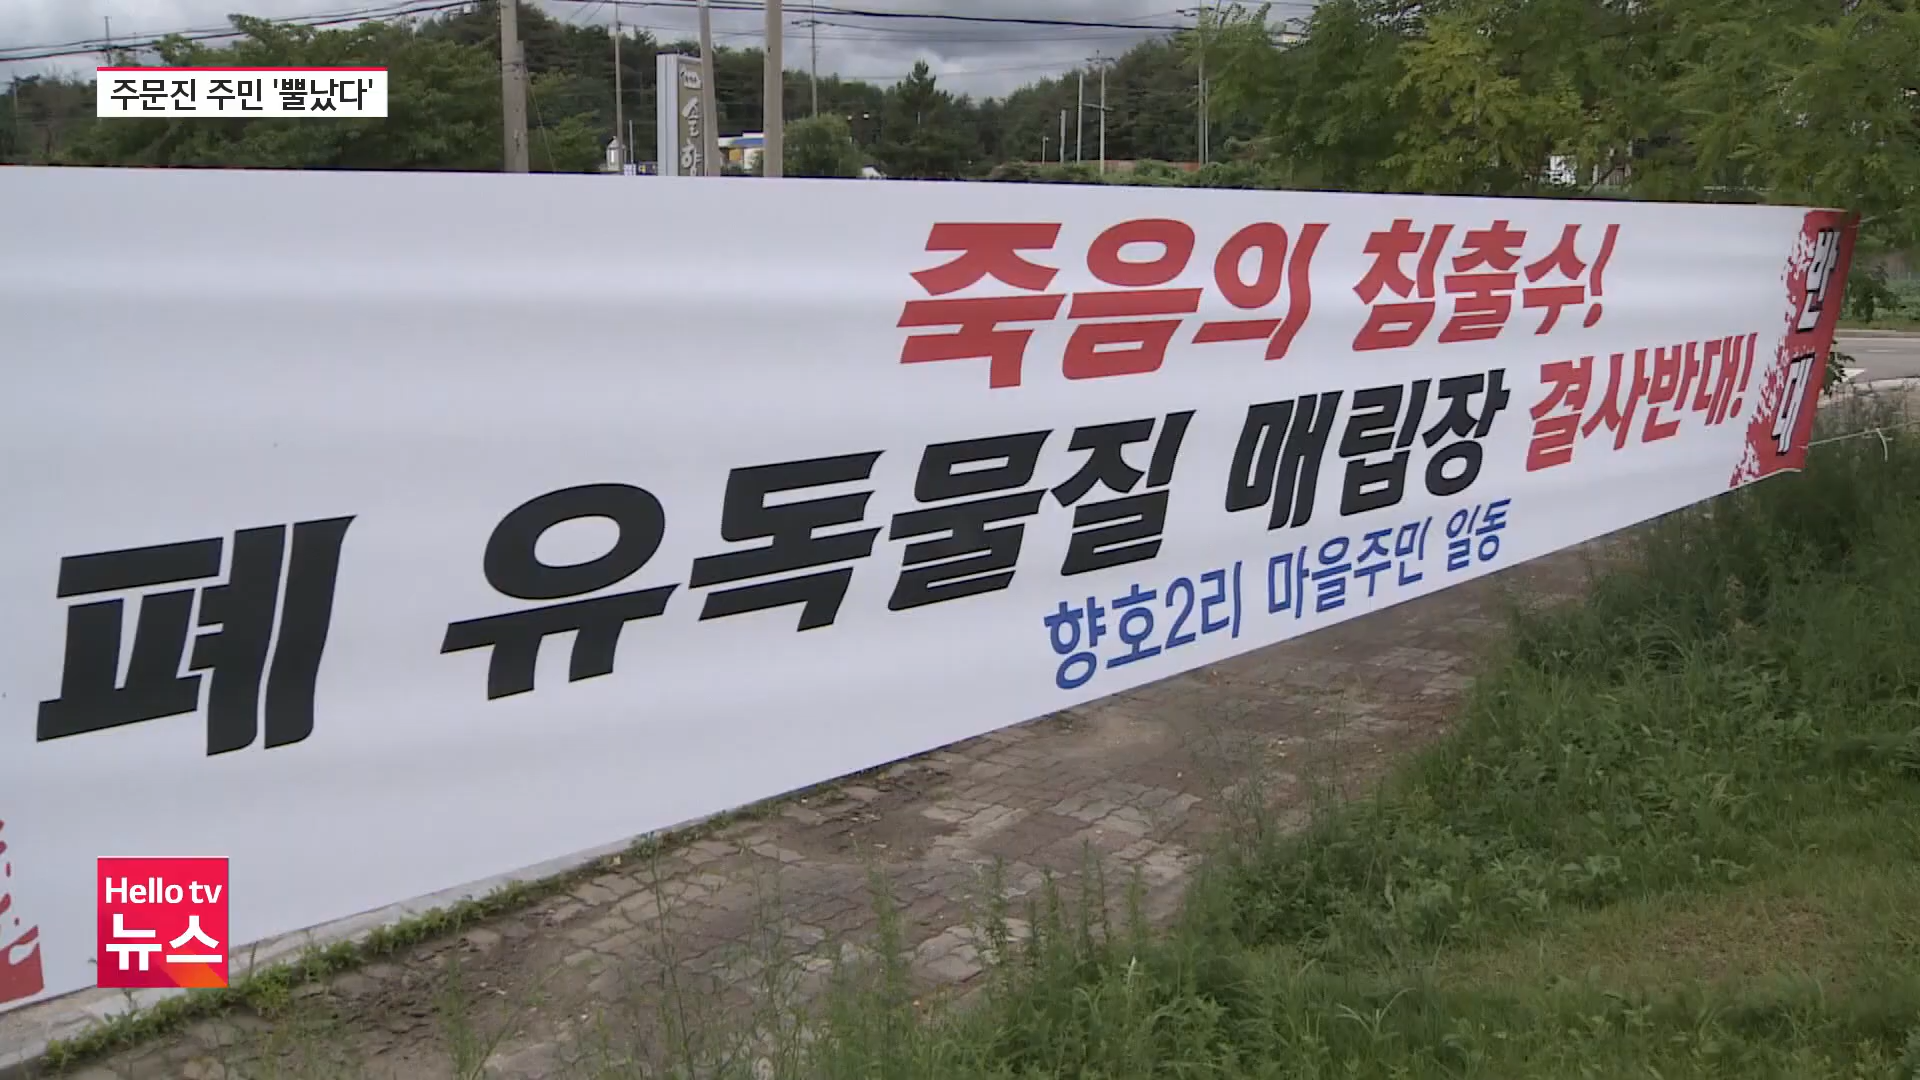 주문진 주민 '뿔났다'
솔향
죽음의 침출수!
폐 유독물질 매립장 결사반대!
향호2리 마을주민 일동
반대
Hello tv
뉴스